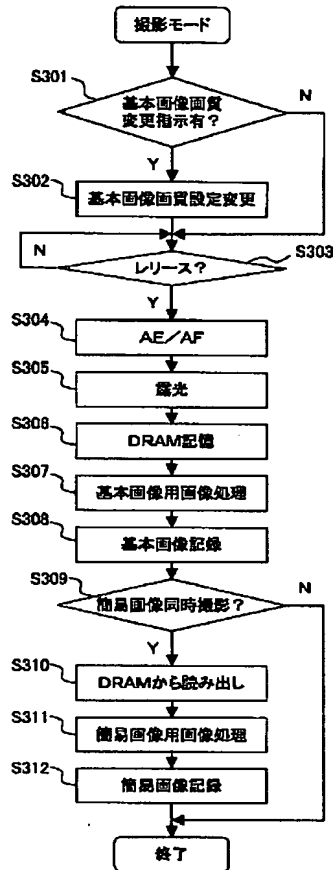 撮影モード
S301
基本画像画質
変更指示有?
N
Y
S302
基本画像画質設定変更
N
S303
レリース?
Y
S304
AE/AF
S305
露光
S306
DRAM記憶
S307
基本画像用画像処理
S308
基本画像記録
S309
簡易画像同時撮影?
N
Y
S310
DRAMから読み出し
S311
簡易画像用画像処理
S312
簡易画像記録
終了